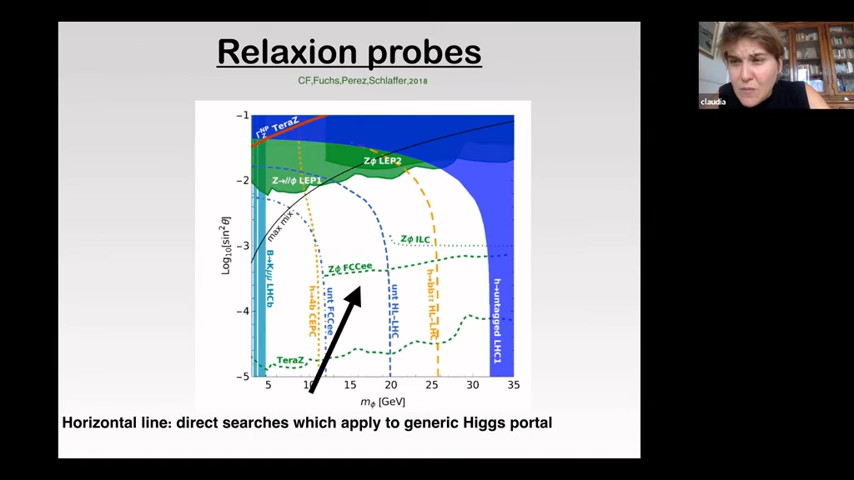 Relaxion probes
CF,Fuchs,Perez,Schlaffer,2018
claudia
Γ_Z^NP TeraZ
Zϕ LEP2
Z→llϕ LEP1
max mix
Zϕ ILC
Zϕ FCCee
B→Kμμ LHCb
h→4b CEPC
unt FCCee
unt HL-LHC
h→bbττ HL-LHC
h→untagged LHC1
TeraZ
Log₁₀[sin²θ]
-1
-2
-3
-4
-5
5
10
15
20
25
30
35
mϕ [GeV]
Horizontal line: direct searches which apply to generic Higgs portal